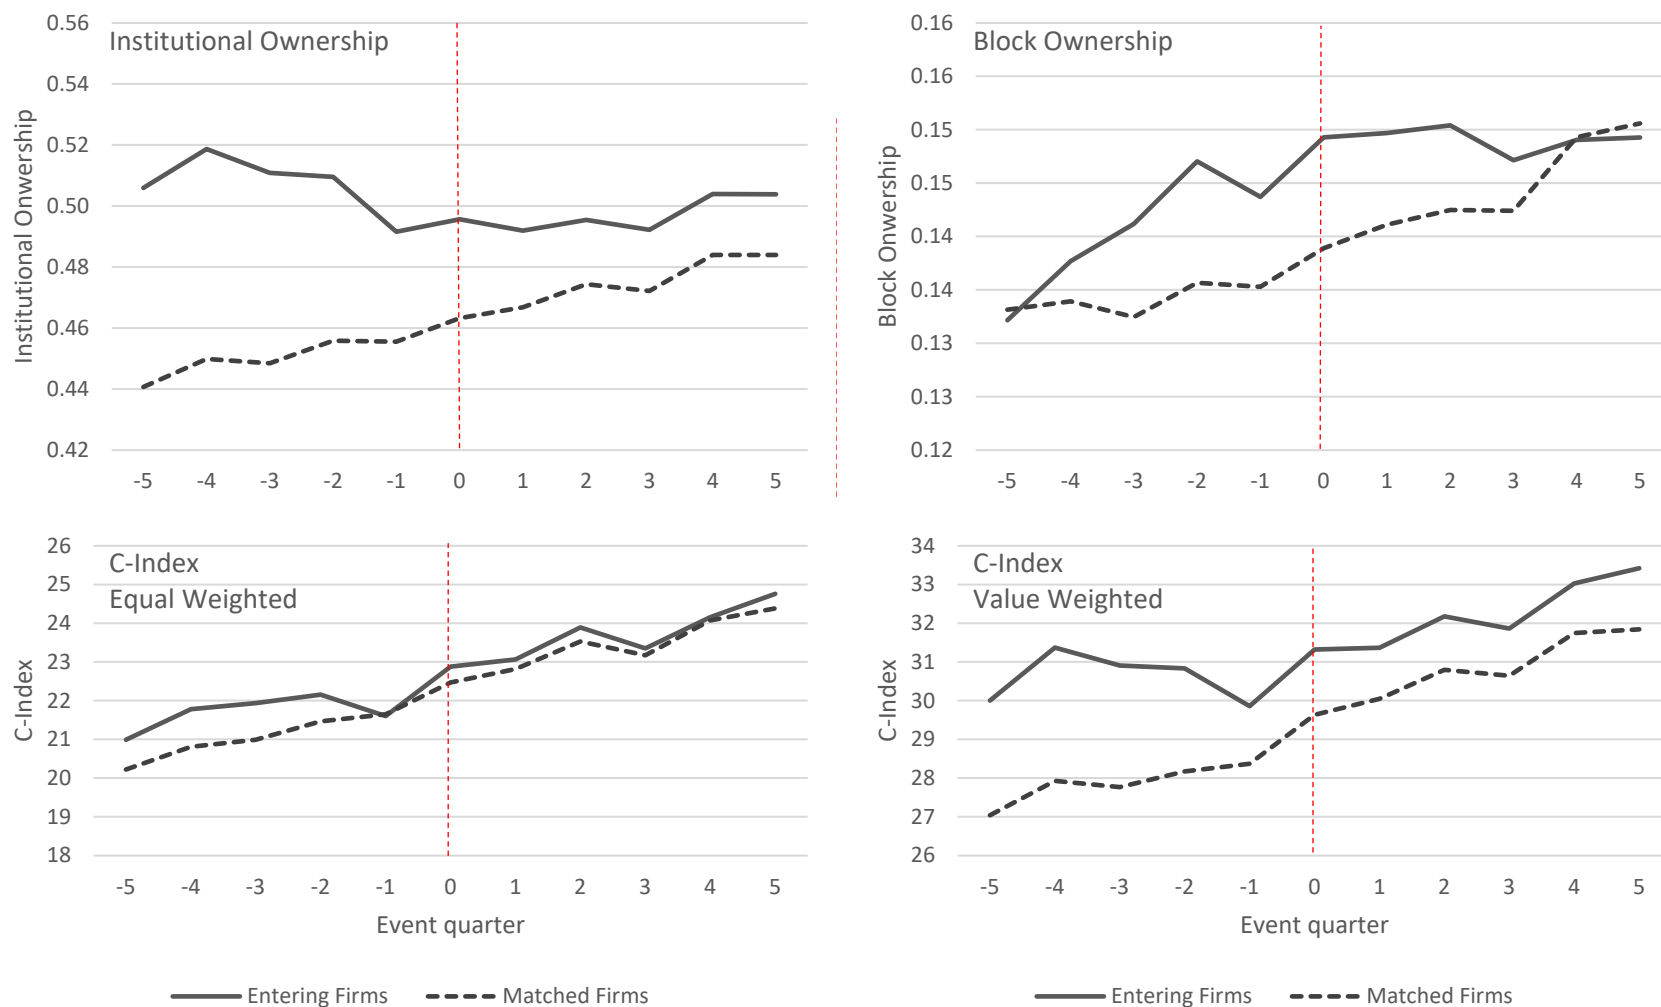 Institutional Ownership
Institutional Onwership
0.56
0.54
0.52
0.50
0.48
0.46
0.44
0.42
-5 -4 -3 -2 -1 0 1 2 3 4 5
Block Ownership
Block Onwership
0.16
0.16
0.15
0.15
0.14
0.14
0.13
0.13
0.12
-5 -4 -3 -2 -1 0 1 2 3 4 5
C-Index
Equal Weighted
C-Index
26
25
24
23
22
21
20
19
18
-5 -4 -3 -2 -1 0 1 2 3 4 5
Event quarter
Entering Firms Matched Firms
C-Index
Value Weighted
C-Index
34
33
32
31
30
29
28
27
26
-5 -4 -3 -2 -1 0 1 2 3 4 5
Event quarter
Entering Firms Matched Firms